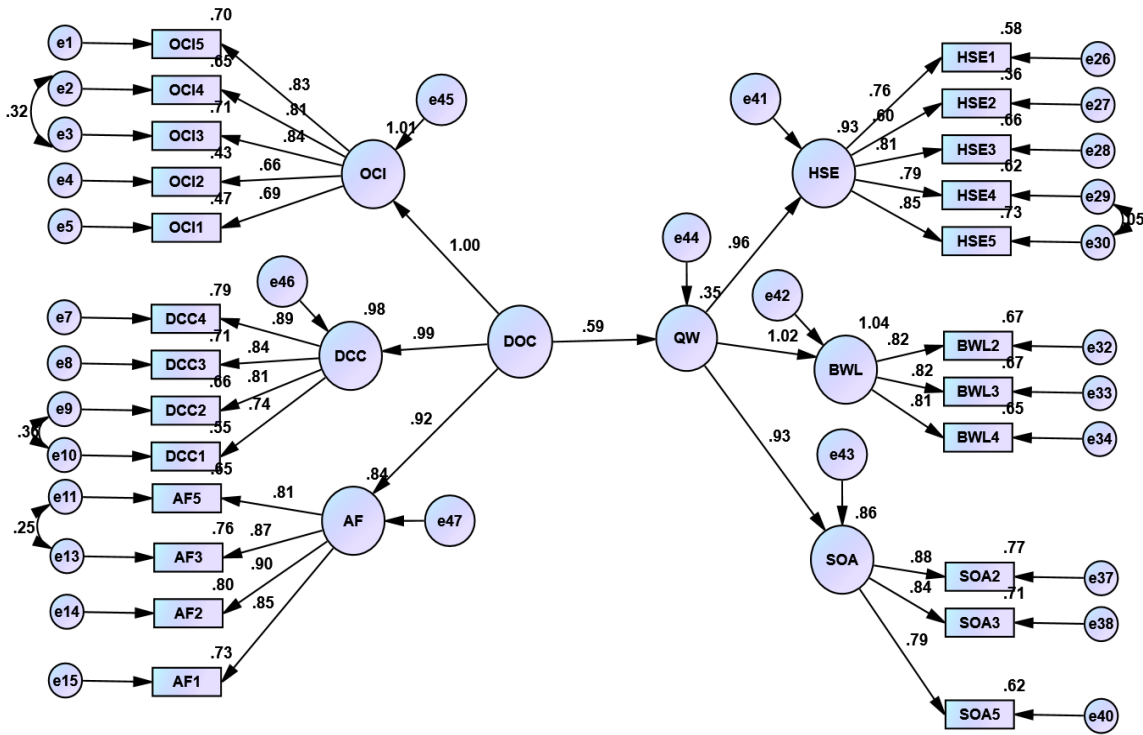 .70
e1 OCI5
.65
e2 OCI4
.83
.32
.71
.81
e3 OCI3
.84
.43
e4 OCI2
.66
.47
.69
e5 OCI1
OCI
1.01
e45
1.00
e46
.79
e7 DCC4
.89
.71
e8 DCC3
.84
.66
.81
e9 DCC2
.74
.36
.55
e10 DCC1
DCC
.98
.99
DOC
.59
.92
.65
e11 AF5
.81
.25
.76
.87
e13 AF3
.90
.80
e14 AF2
.85
.73
e15 AF1
AF
.84
e47
e44
QW
.35
.96
1.02
.93
e41
HSE
.93
.58
HSE1 e26
.76
.36
HSE2 e27
.60
.66
HSE3 e28
.81
.62
HSE4 e29
.79
.73
.85
HSE5 e30
e42
BWL
1.04
.82
.67
BWL2 e32
.82
.67
BWL3 e33
.81
.65
BWL4 e34
e43
.86
SOA
.88
.77
SOA2 e37
.84
.71
SOA3 e38
.79
.62
SOA5 e40